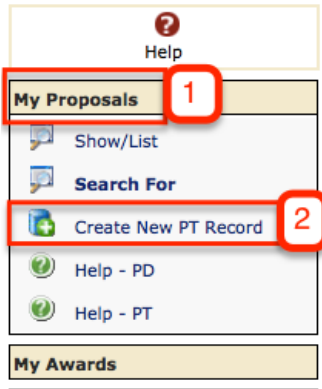 Help
My Proposals 1
Show/List
Search For
Create New PT Record 2
Help - PD
Help - PT
My Awards